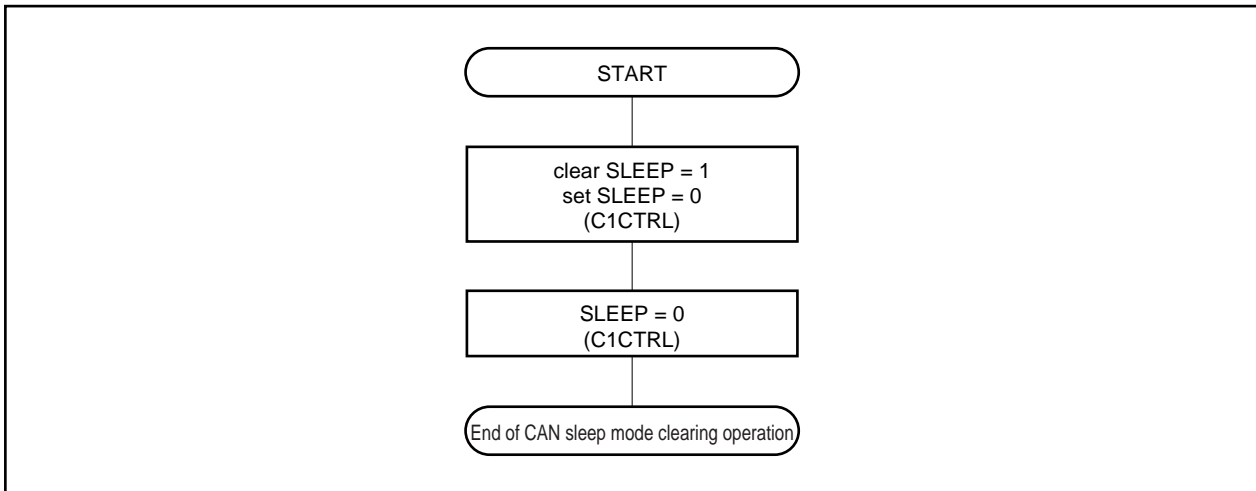 START
clear SLEEP = 1
set SLEEP = 0
(C1CTRL)
SLEEP = 0
(C1CTRL)
End of CAN sleep mode clearing operation